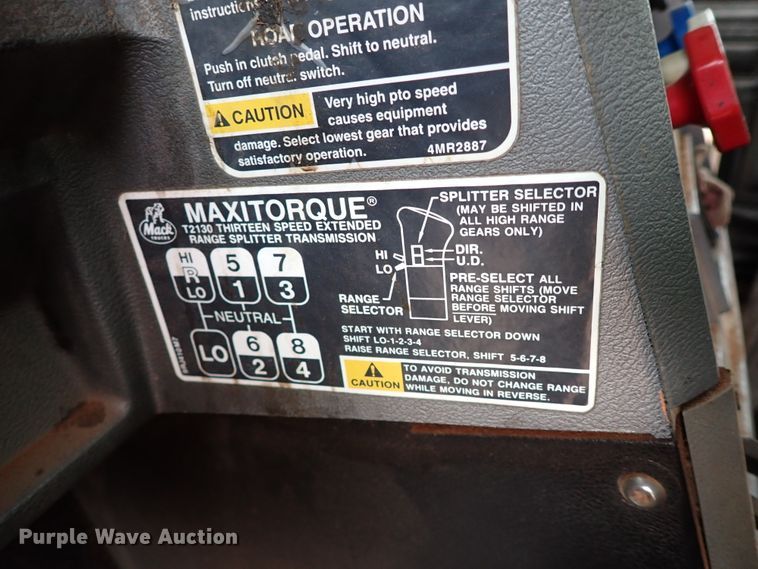 instructions
ROAD OPERATION
Push in clutch pedal. Shift to neutral.
Turn off neutral switch.
CAUTION
Very high pto speed
causes equipment
damage. Select lowest gear that provides
satisfactory operation.
4MR2887
Mack
TRUCKS
MAXITORQUE®
T2130 THIRTEEN SPEED EXTENDED
RANGE SPLITTER TRANSMISSION
HI
R
LO
5
1
7
3
NEUTRAL
LO
6
2
8
4
SPLITTER SELECTOR
(MAY BE SHIFTED IN
ALL HIGH RANGE
GEARS ONLY)
HI
LO
DIR.
U.D.
RANGE
SELECTOR
PRE-SELECT ALL
RANGE SHIFTS (MOVE
RANGE SELECTOR
BEFORE MOVING SHIFT
LEVER)
START WITH RANGE SELECTOR DOWN
SHIFT LO-1-2-3-4
RAISE RANGE SELECTOR, SHIFT 5-6-7-8
CAUTION
TO AVOID TRANSMISSION
DAMAGE, DO NOT CHANGE RANGE
WHILE MOVING IN REVERSE.
Purple Wave Auction